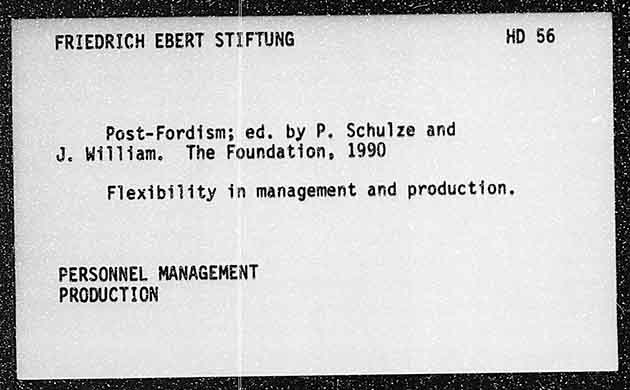 FRIEDRICH EBERT STIFTUNG HD 56
Post-Fordism; ed. by P. Schulze and
J. William. The Foundation, 1990
Flexibility in management and production.
PERSONNEL MANAGEMENT
PRODUCTION